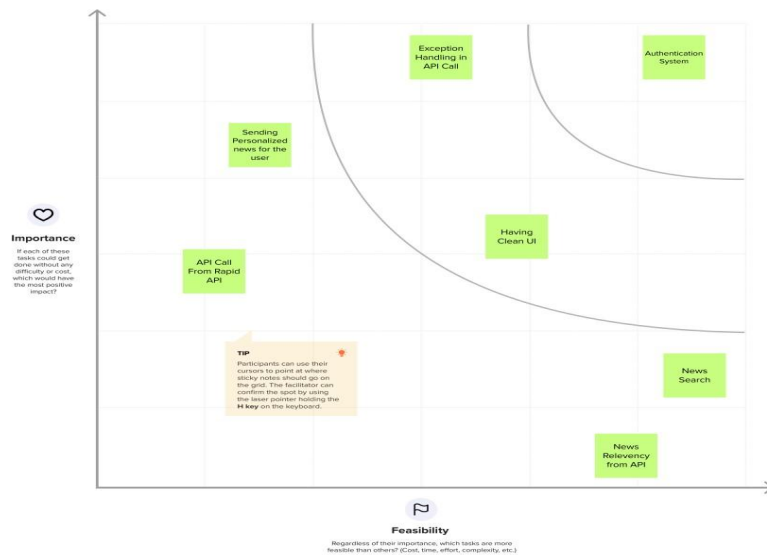 Exception
Handling in
API Call
Authentication
System
Sending
Personalized
news for the
user
Having
Clean UI
API Call
From Rapid
API
Importance
If each of these
tasks could get
done without any
difficulty or cost,
which would have
the most positive
impact?
TIP
Participants can use their
cursors to point at where
sticky notes should go on
the grid. The facilitator can
confirm the spot by using
the laser pointer holding the
H key on the keyboard.
News
Search
News
Relevency
from API
Feasibility
Regardless of their importance, which tasks are more
feasible than others? (Cost, time, effort, complexity, etc.)